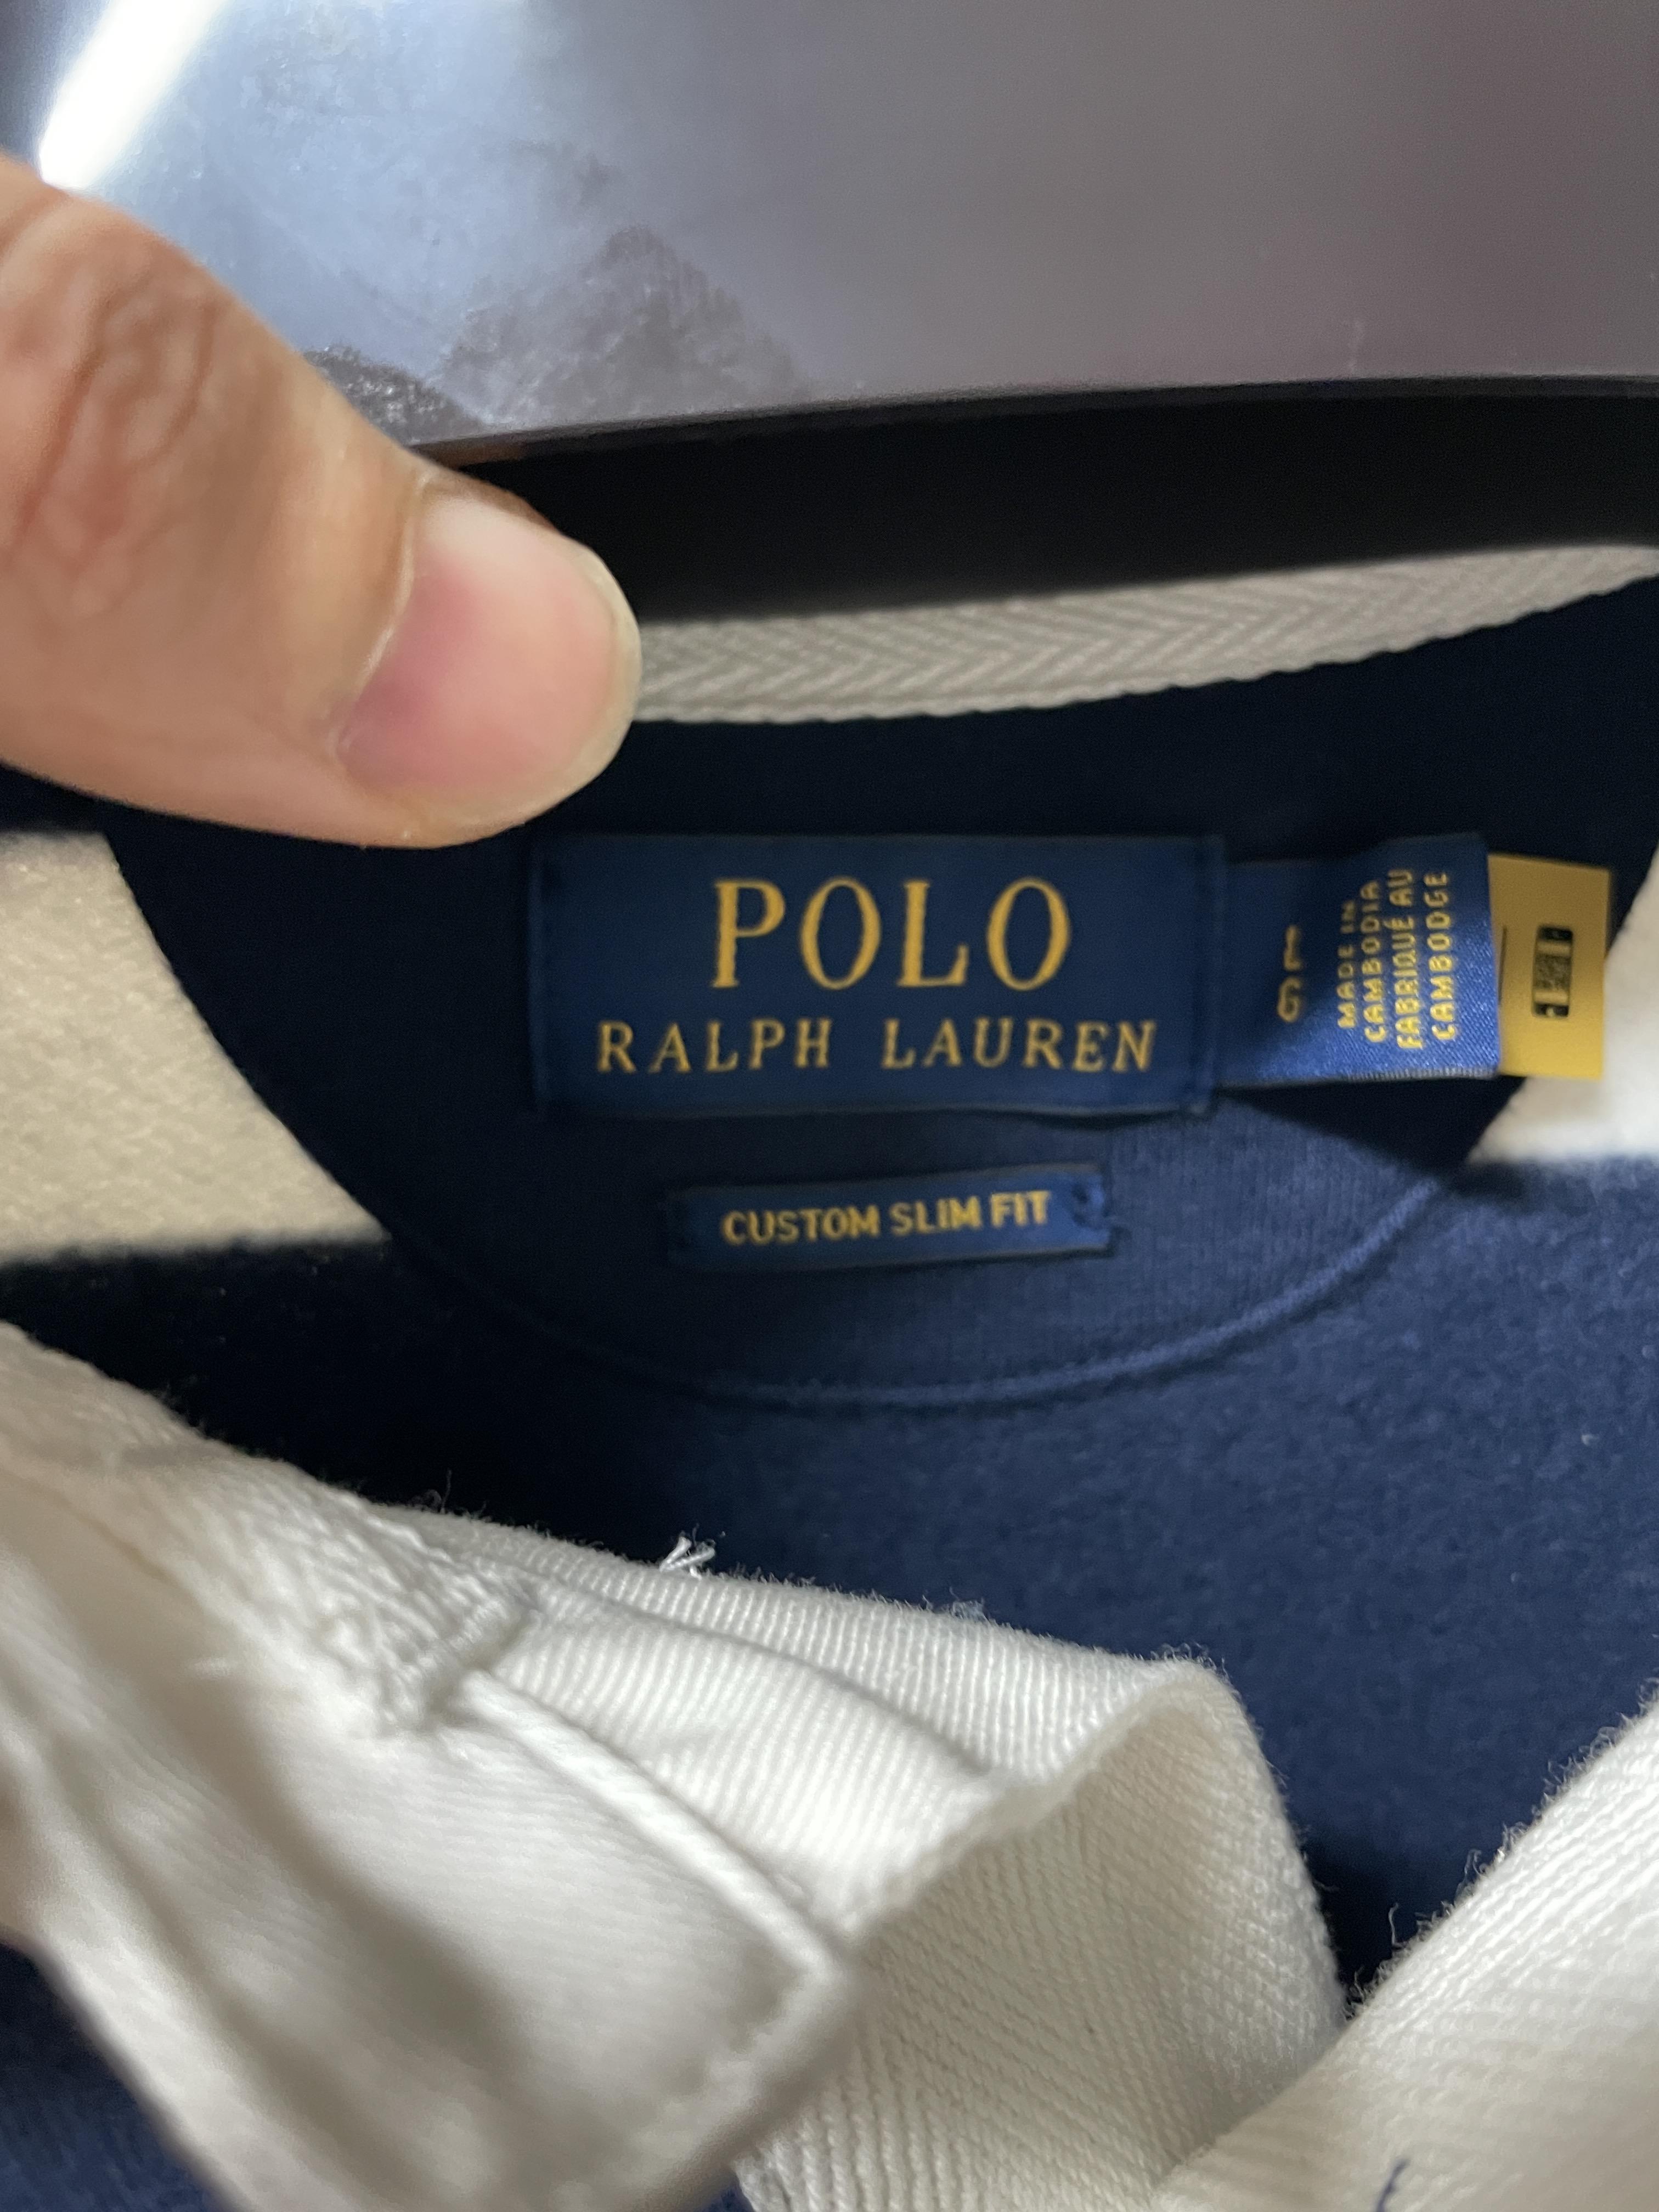 POLO
RALPH LAUREN
L
G
MADE IN
CAMBODIA
FABRIQUÉ AU
CAMBODGE
CUSTOM SLIM FIT